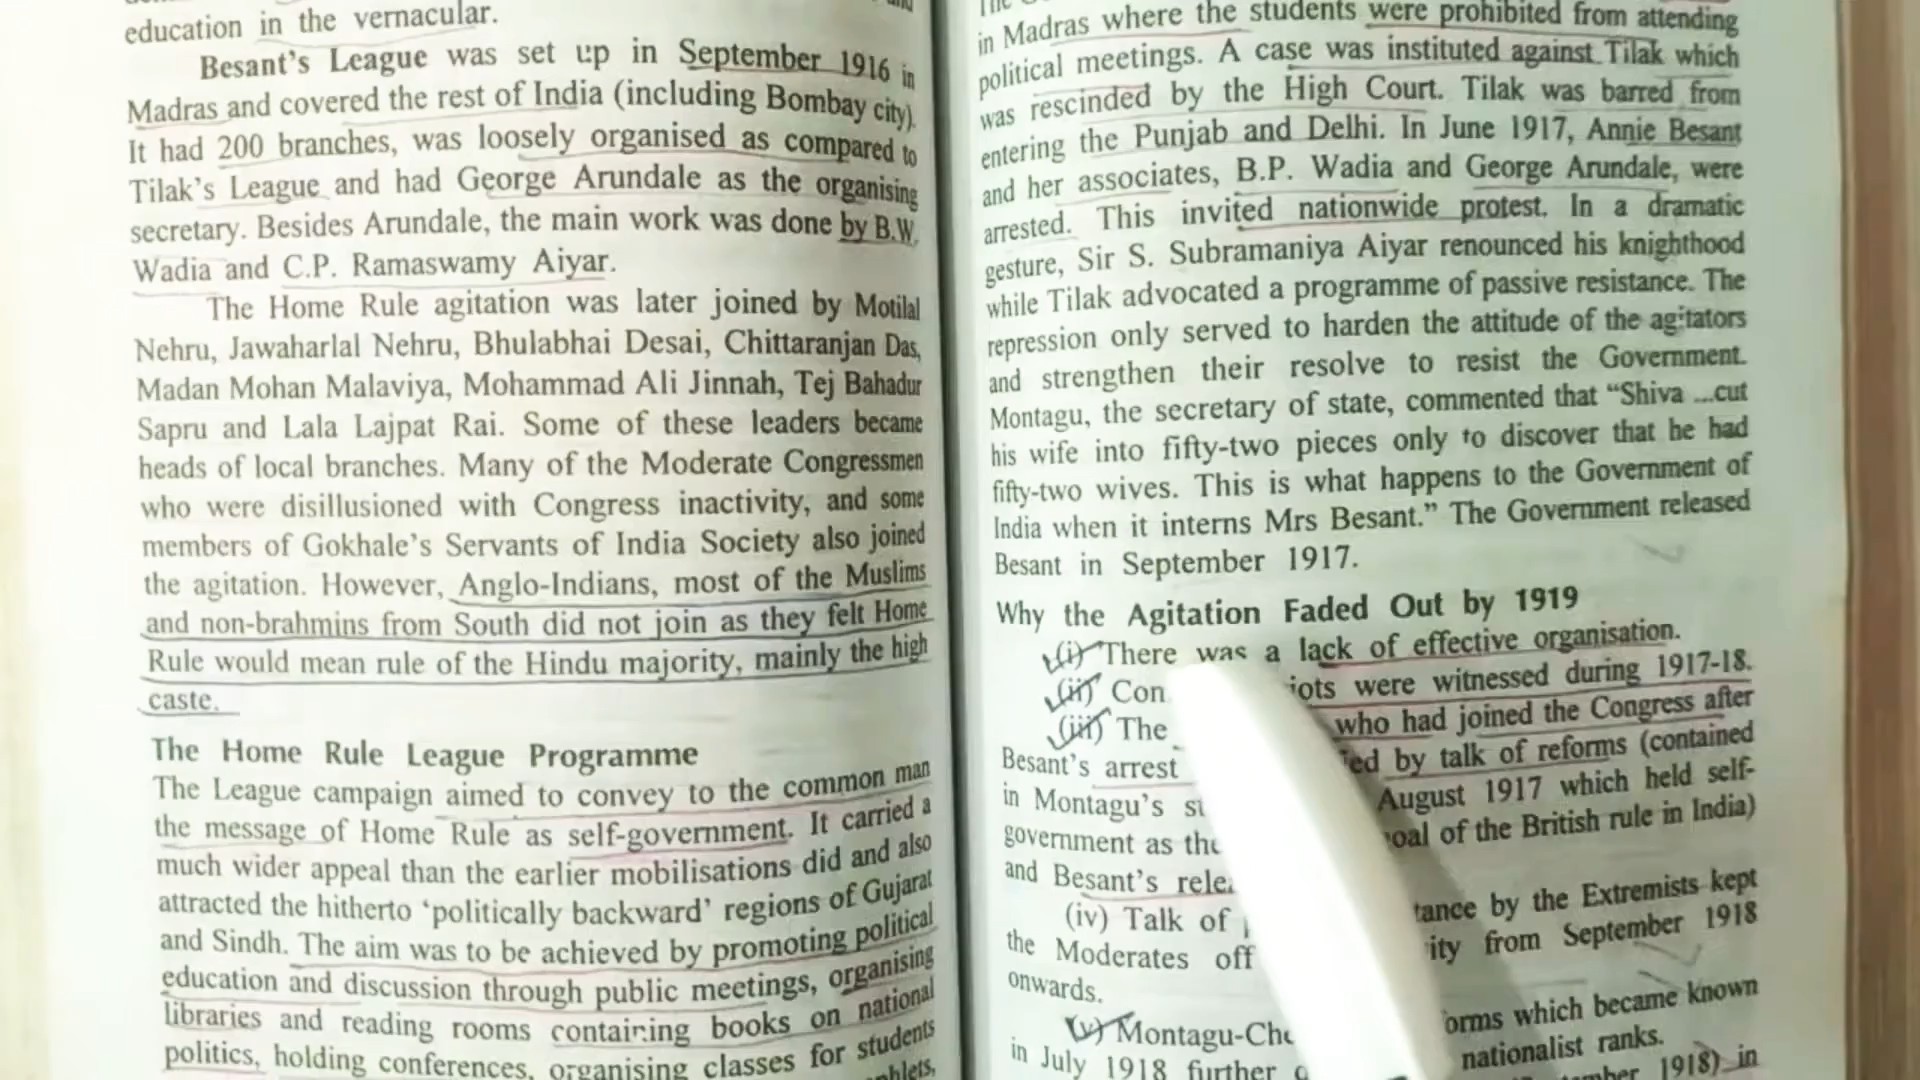 education in the vernacular.
Besant's League was set up in September 1916 in
Madras and covered the rest of India (including Bombay city).
It had 200 branches, was loosely organised as compared to
Tilak's League and had George Arundale as the organising
secretary. Besides Arundale, the main work was done by B.W.
Wadia and C.P. Ramaswamy Aiyar.
The Home Rule agitation was later joined by Motilal
Nehru, Jawaharlal Nehru, Bhulabhai Desai, Chittaranjan Das,
Madan Mohan Malaviya, Mohammad Ali Jinnah, Tej Bahadur
Sapru and Lala Lajpat Rai. Some of these leaders became
heads of local branches. Many of the Moderate Congressmen
who were disillusioned with Congress inactivity, and some
members of Gokhale's Servants of India Society also joined
the agitation. However, Anglo-Indians, most of the Muslims
and non-brahmins from South did not join as they felt Home
Rule would mean rule of the Hindu majority, mainly the high
caste.
The Home Rule League Programme
The League campaign aimed to convey to the common man
the message of Home Rule as self-government. It carried a
much wider appeal than the earlier mobilisations did and also
attracted the hitherto 'politically backward' regions of Gujarat
and Sindh. The aim was to be achieved by promoting political
education and discussion through public meetings, organising
libraries and reading rooms containing books on national
politics, holding conferences, organising classes for students
in Madras where the students were prohibited from attending
political meetings. A case was instituted against Tilak which
was rescinded by the High Court. Tilak was barred from
entering the Punjab and Delhi. In June 1917, Annie Besant
and her associates, B.P. Wadia and George Arundale, were
arrested. This invited nationwide protest. In a dramatic
gesture, Sir S. Subramaniya Aiyar renounced his knighthood
while Tilak advocated a programme of passive resistance. The
repression only served to harden the attitude of the agitators
and strengthen their resolve to resist the Government.
Montagu, the secretary of state, commented that "Shiva ...cut
his wife into fifty-two pieces only to discover that he had
fifty-two wives. This is what happens to the Government of
India when it interns Mrs Besant." The Government released
Besant in September 1917.
Why the Agitation Faded Out by 1919
(i) There was a lack of effective organisation.
(ii) were witnessed during 1917-18.
(iii) The who had joined the Congress after
Besant's arrest by talk of reforms (contained
in Montagu's August 1917 which held self-
government as of the British rule in India)
and Besant's
(iv) Talk of by the Extremists kept
the Moderates off from September 1918
onwards.
(v) which became known
in July 1918 further nationalist ranks.
1918) in